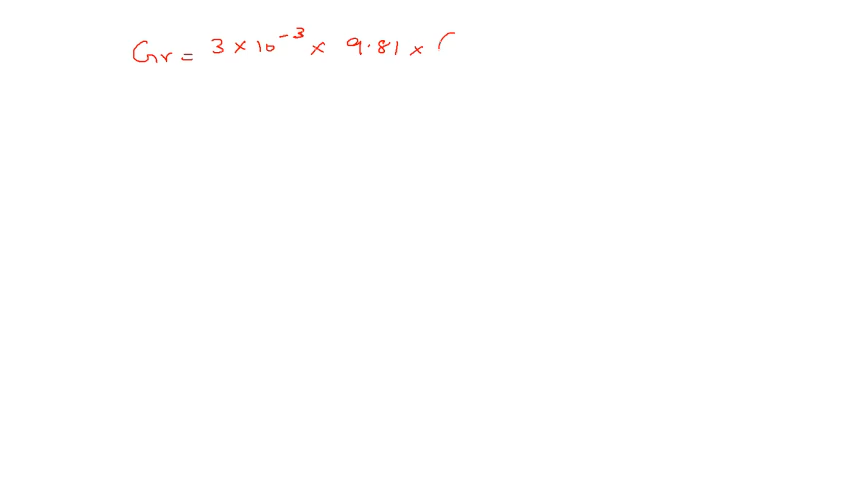 Gr = 3 × 10⁻³ × 9.81 × (